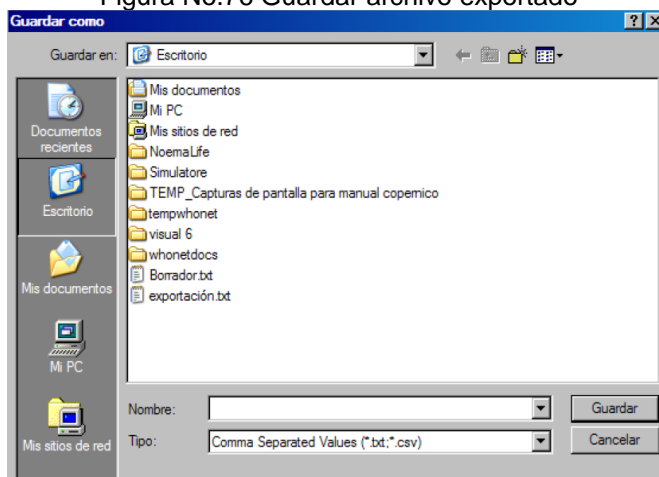 Figura No.76 Guardar archivo exportado
Guardar como
Guardar en: Escritorio
Documentos
recientes
Escritorio
Mis documentos
Mi PC
Mis sitios de red
Mis documentos
Mi PC
Mis sitios de red
NoemaLife
Simulatore
TEMP_Capturas de pantalla para manual copernico
tempwhonet
visual 6
whonetdocs
Borrador.txt
exportación.txt
Nombre:
Guardar
Tipo: Comma Separated Values (*.txt;*.csv)
Cancelar